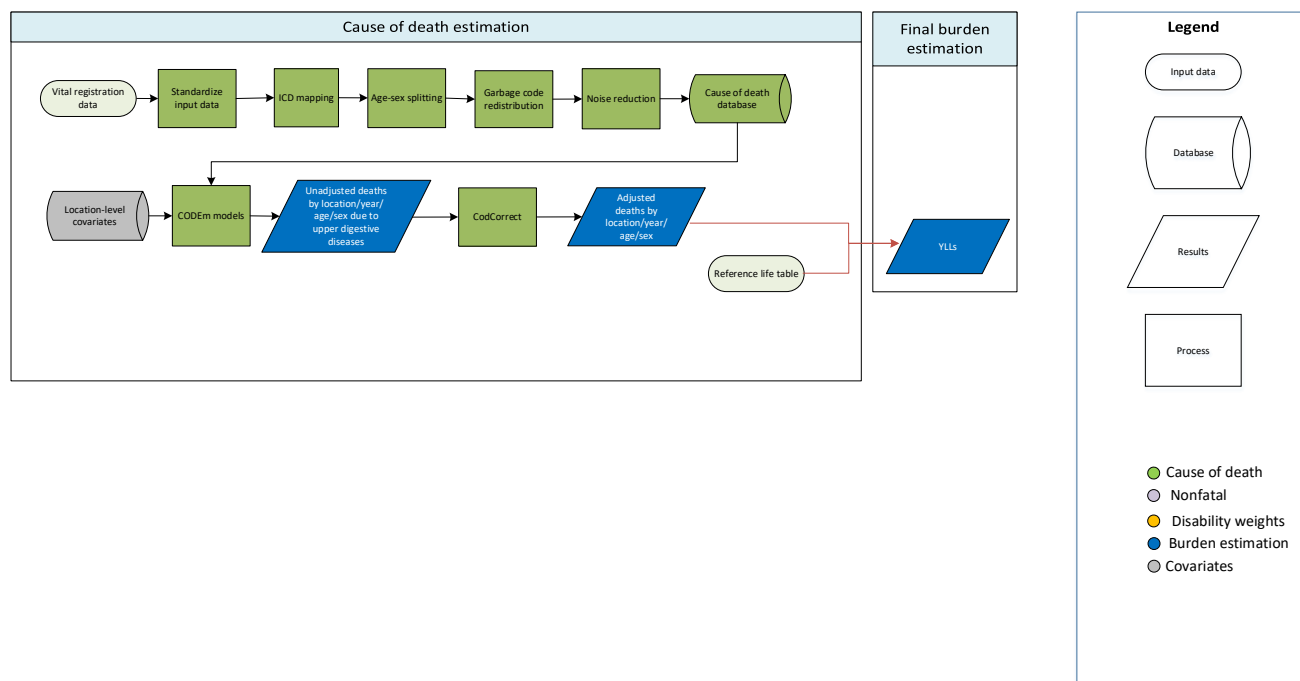 Cause of death estimation
Final burden
estimation
Vital registration
data
Standardize
input data
ICD mapping
Age-sex splitting
Garbage code
redistribution
Noise reduction
Cause of death
database
Location-level
covariates
CODEm models
Unadjusted deaths
by location/year/
age/sex due to
upper digestive
diseases
CodCorrect
Adjusted
deaths by
location/year/
age/sex
Reference life table
YLLs
Legend
Input data
Database
Results
Process
Cause of death
Nonfatal
Disability weights
Burden estimation
Covariates